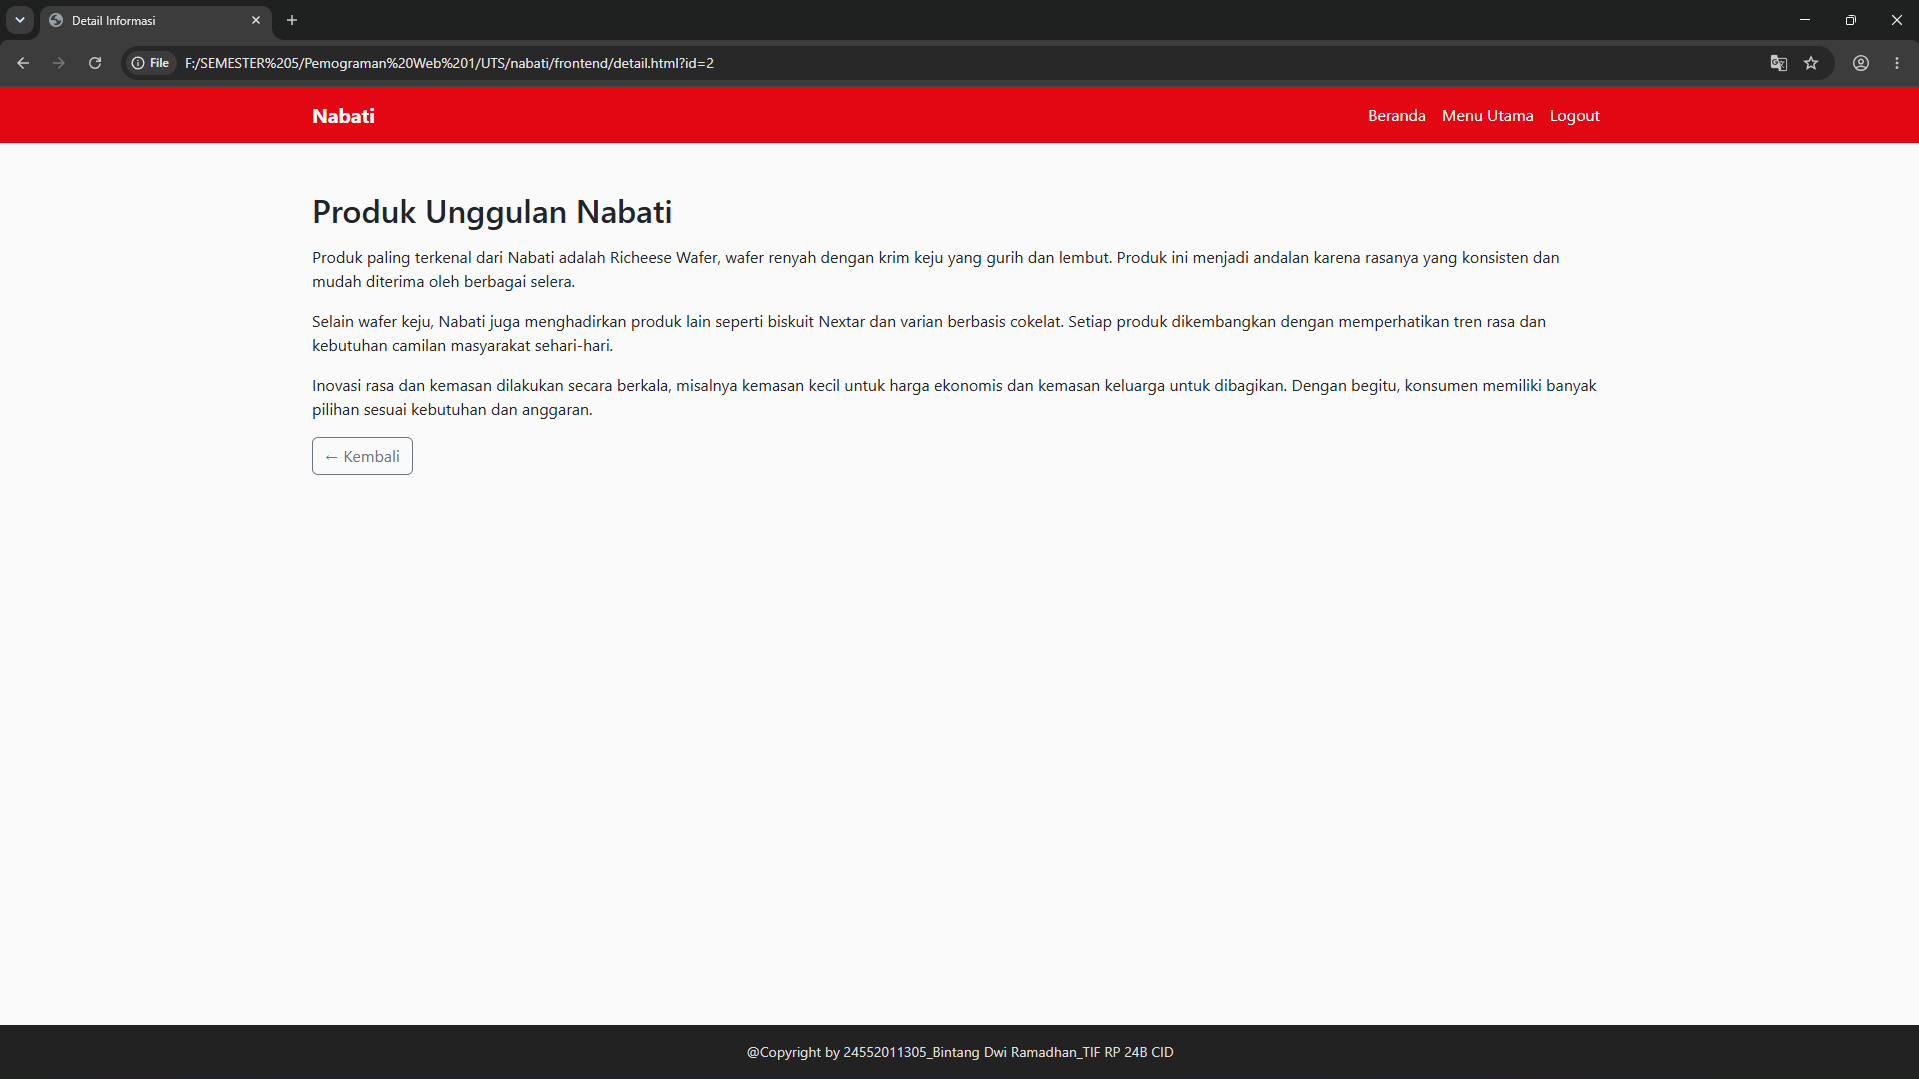 Detail Informasi
File
F:/SEMESTER%205/Pemograman%20Web%201/UTS/nabati/frontend/detail.html?id=2
Nabati
Beranda
Menu Utama
Logout
Produk Unggulan Nabati
Produk paling terkenal dari Nabati adalah Richeese Wafer, wafer renyah dengan krim keju yang gurih dan lembut. Produk ini menjadi andalan karena rasanya yang konsisten dan
mudah diterima oleh berbagai selera.
Selain wafer keju, Nabati juga menghadirkan produk lain seperti biskuit Nextar dan varian berbasis cokelat. Setiap produk dikembangkan dengan memperhatikan tren rasa dan
kebutuhan camilan masyarakat sehari-hari.
Inovasi rasa dan kemasan dilakukan secara berkala, misalnya kemasan kecil untuk harga ekonomis dan kemasan keluarga untuk dibagikan. Dengan begitu, konsumen memiliki banyak
pilihan sesuai kebutuhan dan anggaran.
← Kembali
@Copyright by 24552011305_Bintang Dwi Ramadhan_TIF RP 24B CID